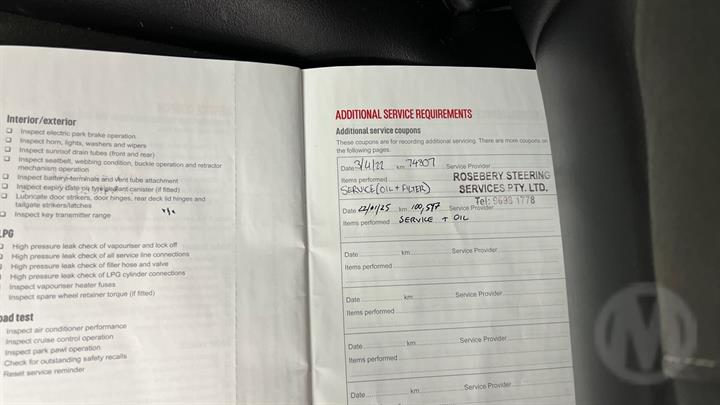 Interior/exterior
Inspect electric park brake operation
Inspect horn, lights, washers and wipers
Inspect sunroof drain tubes (front and rear)
Inspect seatbelt, webbing condition, buckle operation and retractor
mechanism operation
Inspect battery terminals and vent tube attachment
Inspect expiry date on tyre sealant canister (if fitted)
Lubricate door strikers, door hinges, rear deck lid hinges and
tailgate strikers/latches
Inspect key transmitter range
LPG
High pressure leak check of vapouriser and lock off
High pressure leak check of all service line connections
High pressure leak check of filler hose and valve
High pressure leak check of LPG cylinder connections
Inspect vapouriser heater fuses
Inspect spare wheel retainer torque (if fitted)
oad test
Inspect air conditioner performance
Inspect cruise control operation
Inspect park pawl operation
Check for outstanding safety recalls
Reset service reminder
ADDITIONAL SERVICE REQUIREMENTS
Additional service coupons
These coupons are for recording additional servicing. There are more coupons on
the following pages.
Date 3/4/22 km 74307 Service Provider
Items performed ROSEBERY STEERING
SERVICE (OIL + FILTER) SERVICES PTY. LTD.
Tel: 9693 1778
Date 22/01/25 km 100,577 Service Provider
Items performed SERVICE + OIL
Date km Service Provider
Items performed
Date km Service Provider
Items performed
Date km Service Provider
Items performed
Date km Service Provider
M